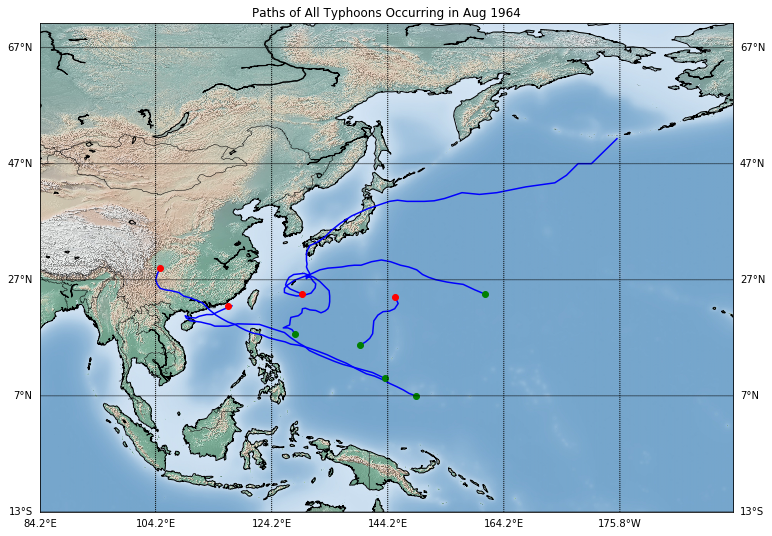 Paths of All Typhoons Occurring in Aug 1964
67°N 67°N
47°N 47°N
27°N 27°N
7°N 7°N
13°S 13°S
84.2°E 104.2°E 124.2°E 144.2°E 164.2°E 175.8°W